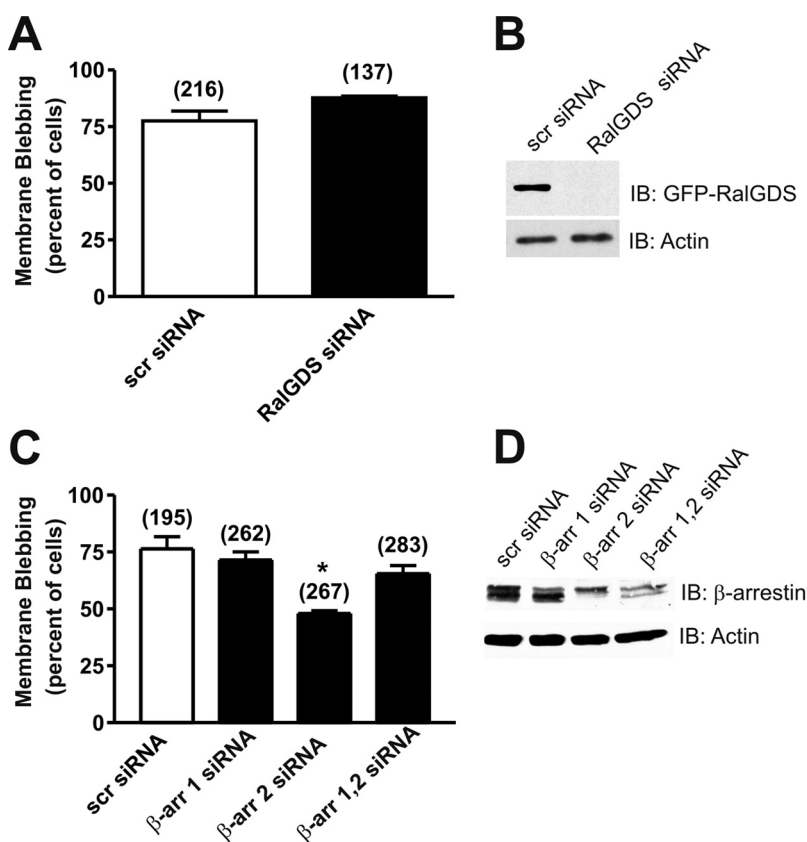 A
Membrane Blebbing
(percent of cells)
100
75
50
25
0
(216)
(137)
scr siRNA
RalGDS siRNA
B
scr siRNA
RalGDS siRNA
IB: GFP-RalGDS
IB: Actin
C
Membrane Blebbing
(percent of cells)
100
75
50
25
0
(195)
(262)
*
(267)
(283)
scr siRNA
β-arr 1 siRNA
β-arr 2 siRNA
β-arr 1,2 siRNA
D
scr siRNA
β-arr 1 siRNA
β-arr 2 siRNA
β-arr 1,2 siRNA
IB: β-arrestin
IB: Actin